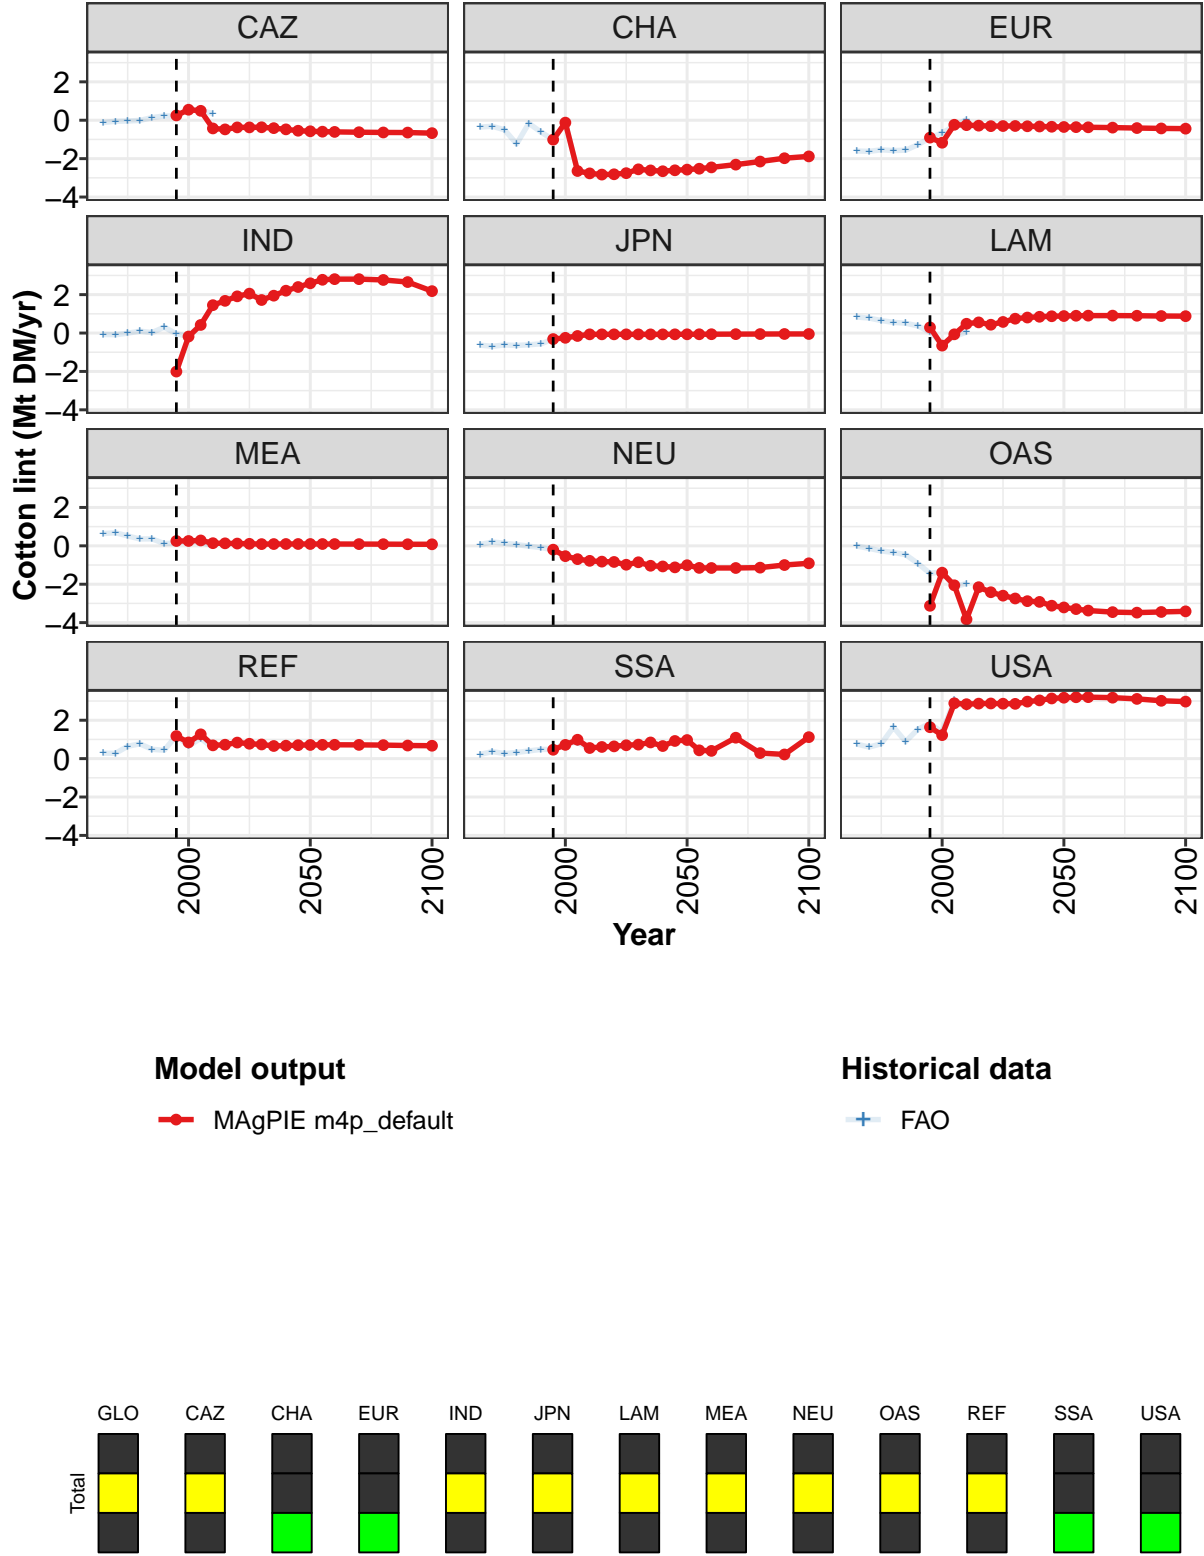 CAZ CHA EUR
2
0
−2
−4
IND JPN LAM
2
0
−2
−4
MEA NEU OAS
2
0
−2
−4
REF SSA USA
2
0
−2
−4
Cotton lint (Mt DM/yr)
2000 2050 2100 2000 2050 2100 2000 2050 2100
Year
Model output Historical data
MAgPIE m4p_default FAO
GLO CAZ CHA EUR IND JPN LAM MEA NEU OAS REF SSA USA
Total